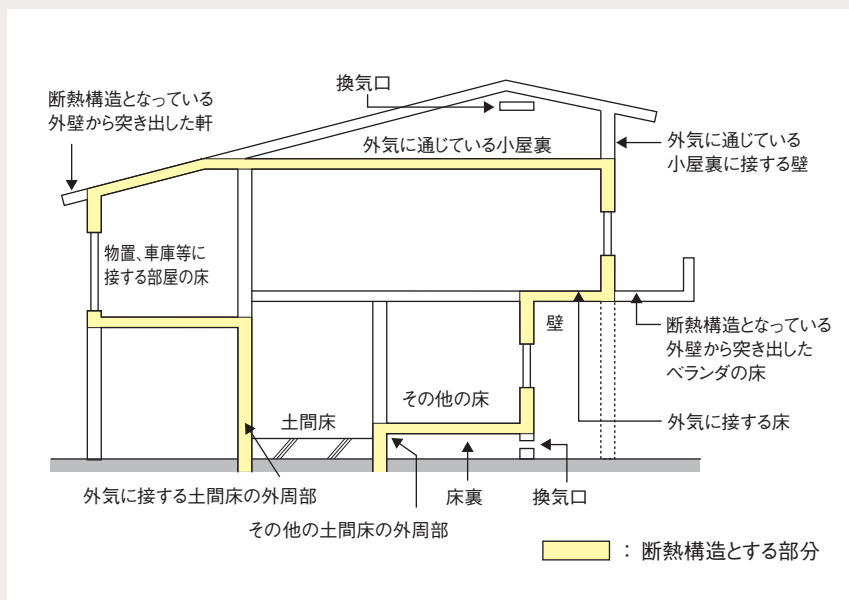 換気口
断熱構造となっている
外壁から突き出した軒
外気に通じている小屋裏
外気に通じている
小屋裏に接する壁
物置、車庫等に
接する部屋の床
壁
断熱構造となっている
外壁から突き出した
ベランダの床
その他の床
土間床
外気に接する床
外気に接する土間床の外周部
床裏
換気口
その他の土間床の外周部
：断熱構造とする部分